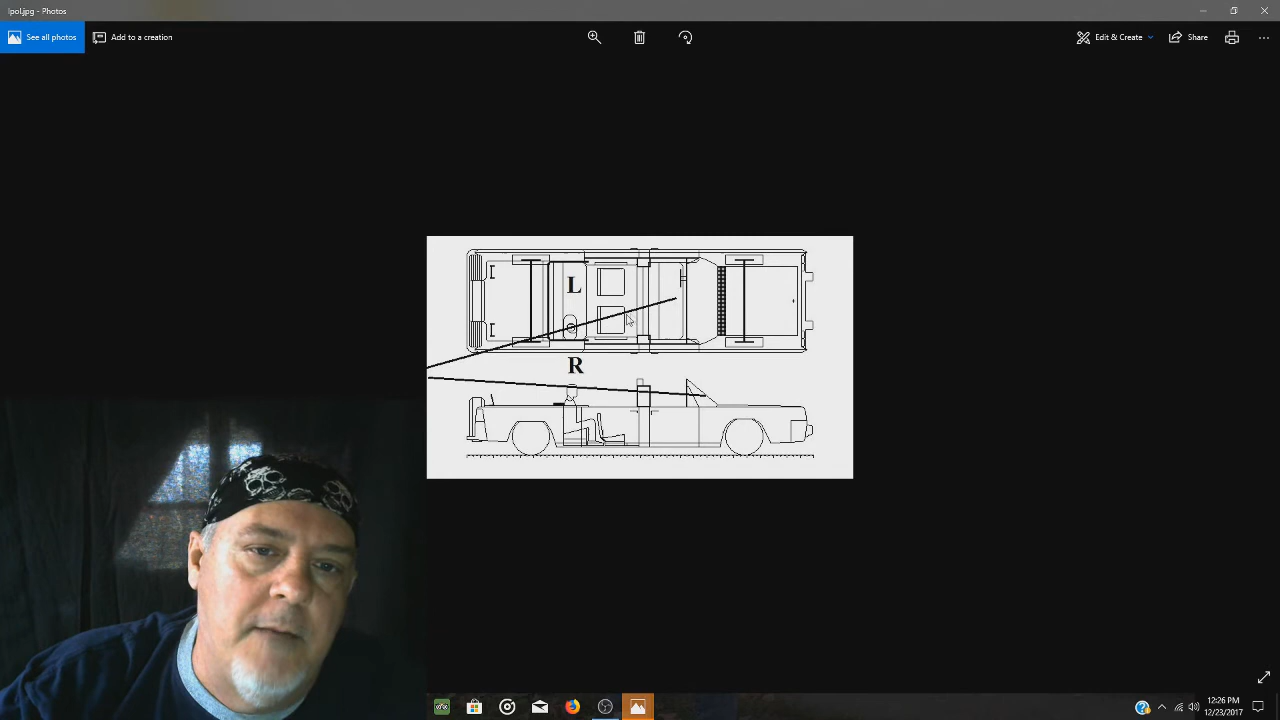 lpol.jpg - Photos
See all photos
Add to a creation
Edit & Create
Share
L
R
12:26 PM
12/23/2017